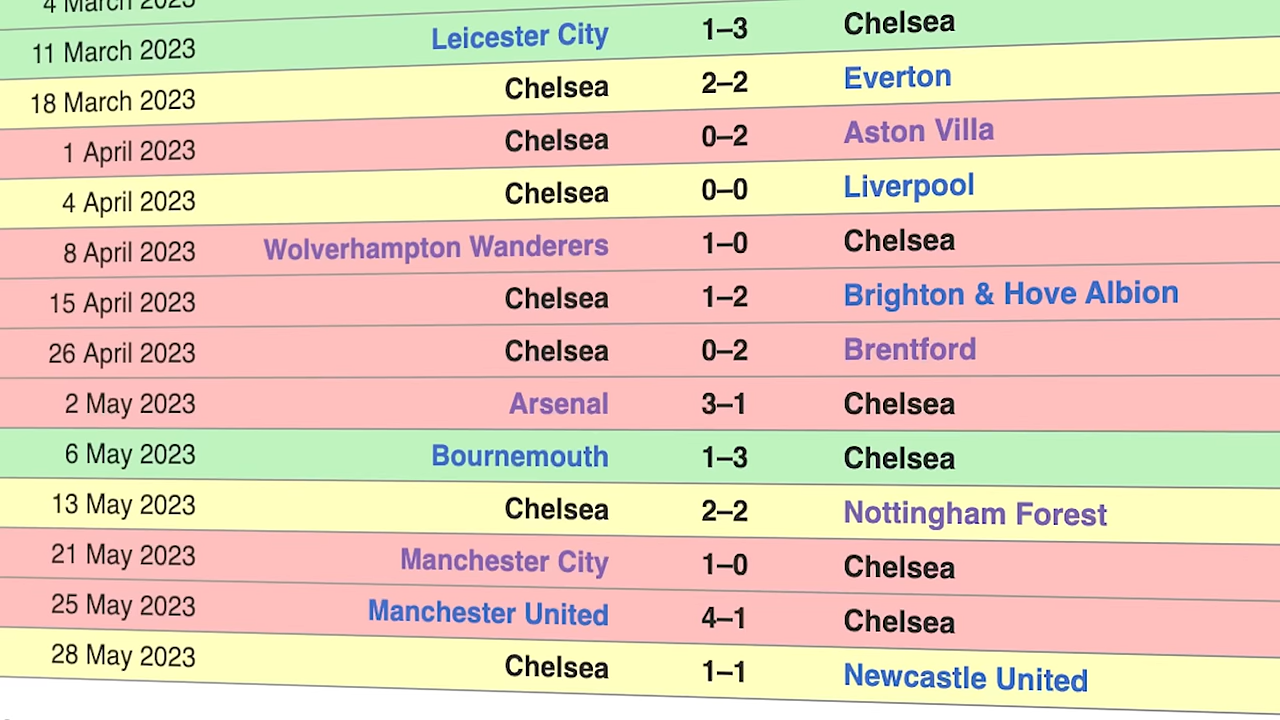 4 March 2023
11 March 2023 Leicester City 1–3 Chelsea
18 March 2023 Chelsea 2–2 Everton
1 April 2023 Chelsea 0–2 Aston Villa
4 April 2023 Chelsea 0–0 Liverpool
8 April 2023 Wolverhampton Wanderers 1–0 Chelsea
15 April 2023 Chelsea 1–2 Brighton & Hove Albion
26 April 2023 Chelsea 0–2 Brentford
2 May 2023 Arsenal 3–1 Chelsea
6 May 2023 Bournemouth 1–3 Chelsea
13 May 2023 Chelsea 2–2 Nottingham Forest
21 May 2023 Manchester City 1–0 Chelsea
25 May 2023 Manchester United 4–1 Chelsea
28 May 2023 Chelsea 1–1 Newcastle United